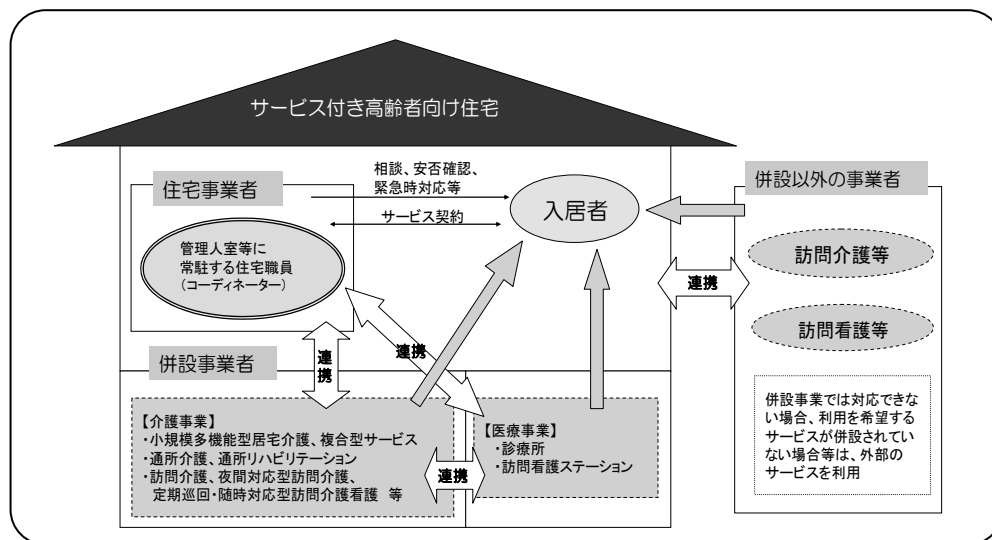 サービス付き高齢者向け住宅
住宅事業者
相談、安否確認、
緊急時対応等
サービス契約
入居者
管理人室等に
常駐する住宅職員
(コーディネーター)
併設以外の事業者
訪問介護等
訪問看護等
連携
連携
連携
併設事業者
【介護事業】
・小規模多機能型居宅介護、複合型サービス
・通所介護、通所リハビリテーション
・訪問介護、夜間対応型訪問介護、
定期巡回・随時対応型訪問介護看護 等
連携
【医療事業】
・診療所
・訪問看護ステーション
併設事業では対応できな
い場合、利用を希望する
サービスが併設されてい
ない場合等は、外部の
サービスを利用